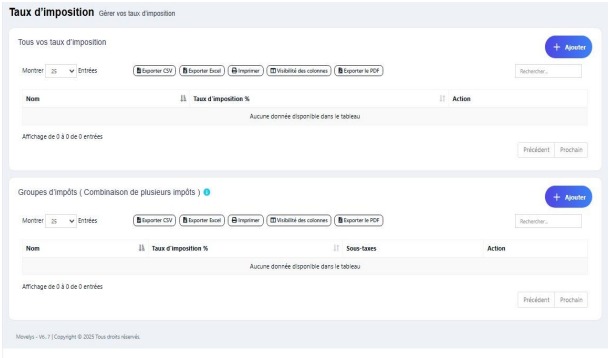 Taux d'imposition Gérer vos taux d'imposition
Tous vos taux d'imposition
+ Ajouter
Montrer 25 Entrées Exporter CSV Exporter Excel Imprimer Visibilité des colonnes Exporter le PDF Rechercher...
Nom Taux d'imposition % Action
Aucune donnée disponible dans le tableau
Affichage de 0 à 0 de 0 entrées
Précédent Prochain
Groupes d'impôts ( Combinaison de plusieurs impôts )
+ Ajouter
Montrer 25 Entrées Exporter CSV Exporter Excel Imprimer Visibilité des colonnes Exporter le PDF Rechercher...
Nom Taux d'imposition % Sous-taxes Action
Aucune donnée disponible dans le tableau
Affichage de 0 à 0 de 0 entrées
Précédent Prochain
Movelys - V6.7 | Copyright © 2025 Tous droits réservés.